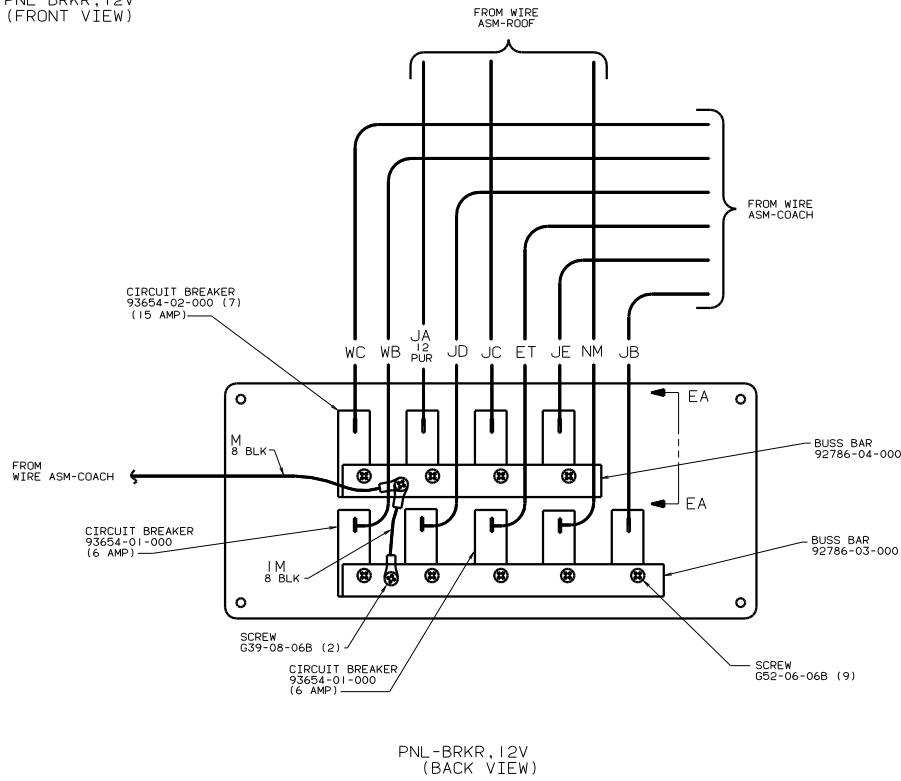 PNL-BRKR,12V
(FRONT VIEW)
FROM WIRE
ASM-ROOF
FROM WIRE
ASM-COACH
CIRCUIT BREAKER
93654-02-000 (7)
(15 AMP)
WC
WB
JA
12
PUR
JD
JC
ET
JE
NM
JB
EA
M
8 BLK
BUSS BAR
92786-04-000
FROM
WIRE ASM-COACH
EA
CIRCUIT BREAKER
93654-01-000
(6 AMP)
BUSS BAR
92786-03-000
1M
8 BLK
SCREW
G39-08-06B (2)
CIRCUIT BREAKER
93654-01-000
(6 AMP)
SCREW
G52-06-06B (9)
PNL-BRKR,12V
(BACK VIEW)